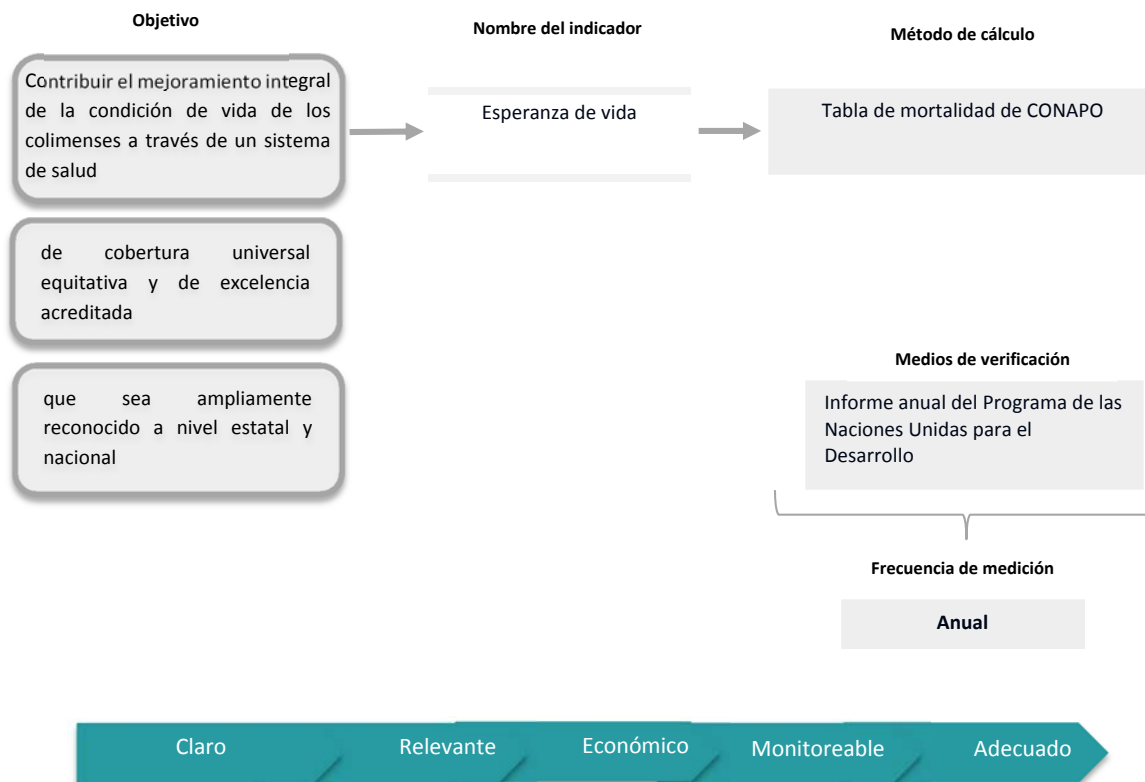 Objetivo
Contribuir el mejoramiento integral
de la condición de vida de los
colimenses a través de un sistema
de salud
de cobertura universal
equitativa y de excelencia
acreditada
que sea ampliamente
reconocido a nivel estatal y
nacional
Nombre del indicador
Esperanza de vida
Método de cálculo
Tabla de mortalidad de CONAPO
Medios de verificación
Informe anual del Programa de las
Naciones Unidas para el
Desarrollo
Frecuencia de medición
Anual
Claro Relevante Económico Monitoreable Adecuado